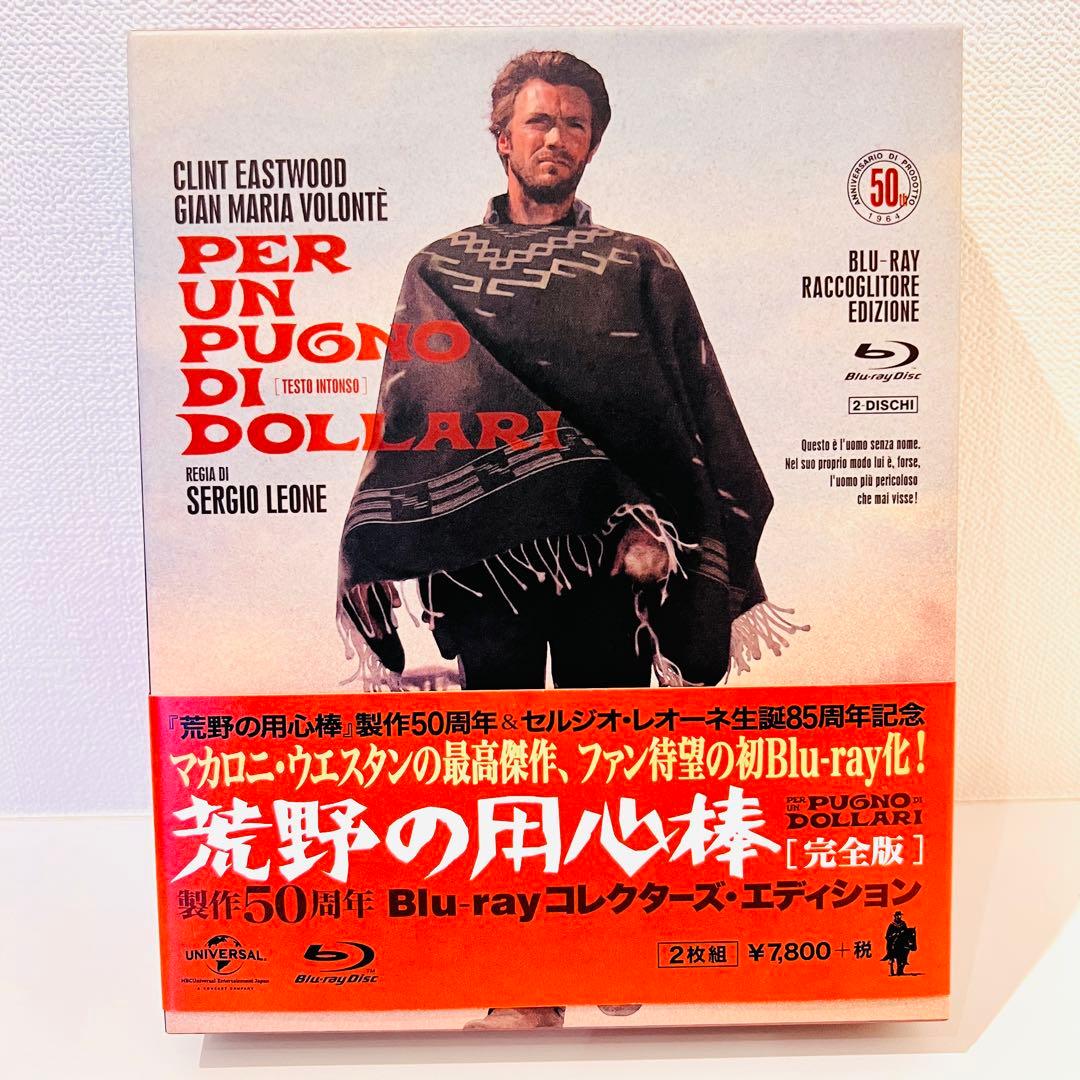 CLINT EASTWOOD
GIAN MARIA VOLONTÈ
PER
UN
PUGNO
DI [TESTO INTONSO]
DOLLARI
REGIA DI
SERGIO LEONE
ANNIVERSARIO DI PRODOTTO
50th
1964
BLU-RAY
RACCOGLITORE
EDIZIONE
Blu-ray Disc
2-DISCHI
Questo è l'uomo senza nome.
Nel suo proprio modo lui è, forse,
l'uomo più pericoloso
che mai visse!
『荒野の用心棒』製作50周年&セルジオ・レオーネ生誕85周年記念
マカロニ・ウエスタンの最高傑作、ファン待望の初Blu-ray化!
荒野の用心棒
PER UN PUGNO DI
DOLLARI
[完全版]
製作50周年 Blu-rayコレクターズ・エディション
UNIVERSAL
NBCUniversal Entertainment Japan
A COMCAST COMPANY
Blu-ray Disc™
2枚組 ¥7,800+税